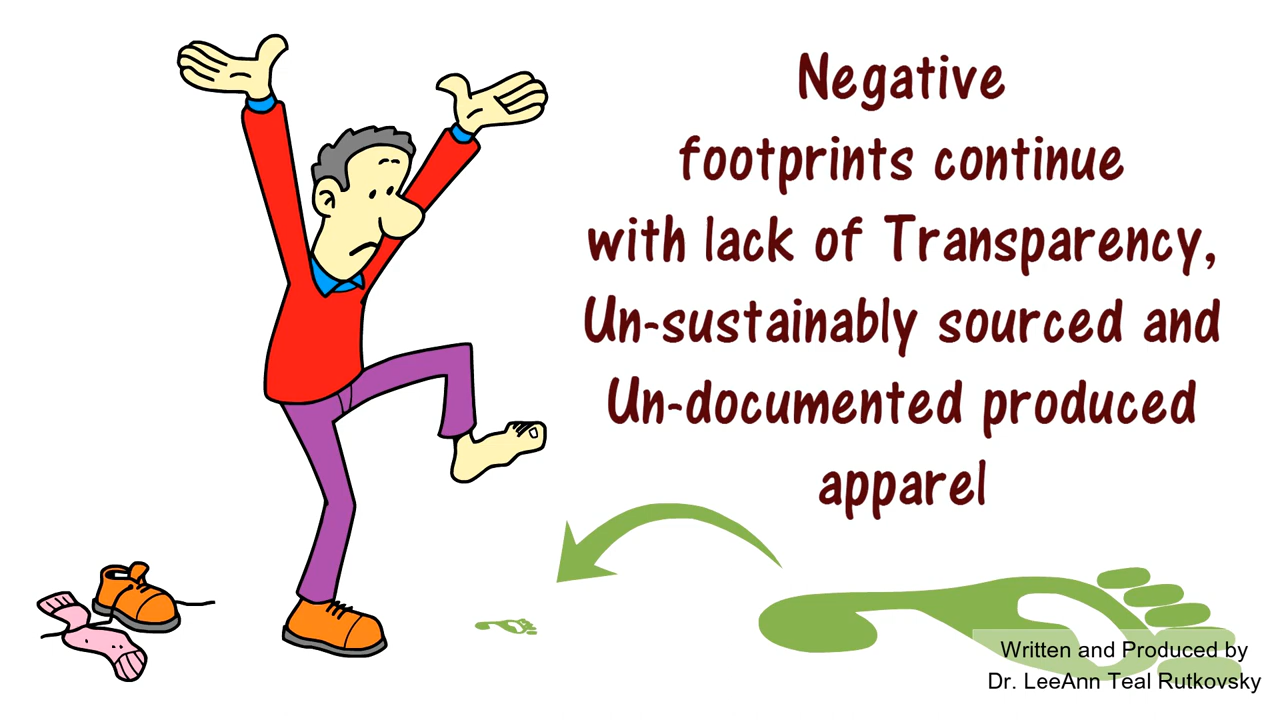 Negative
footprints continue
with lack of Transparency,
Un-sustainably sourced and
Un-documented produced
apparel
Written and Produced by
Dr. LeeAnn Teal Rutkovsky